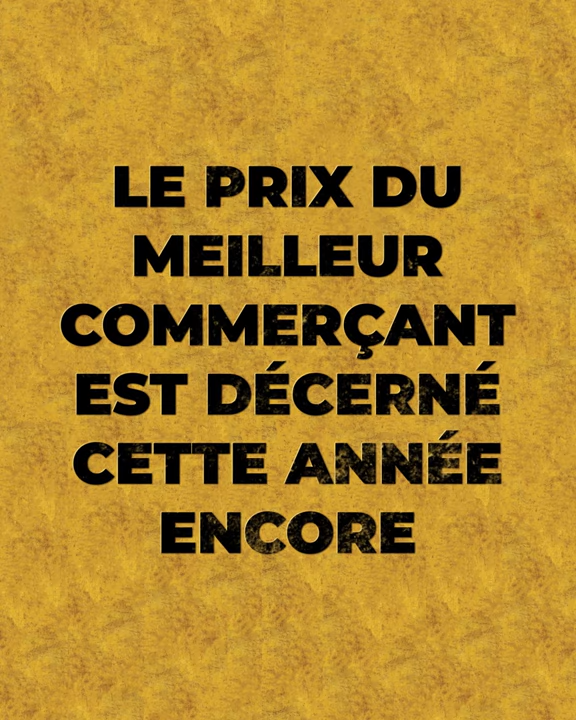 LE PRIX DU
MEILLEUR
COMMERÇANT
EST DÉCERNÉ
CETTE ANNÉE
ENCORE